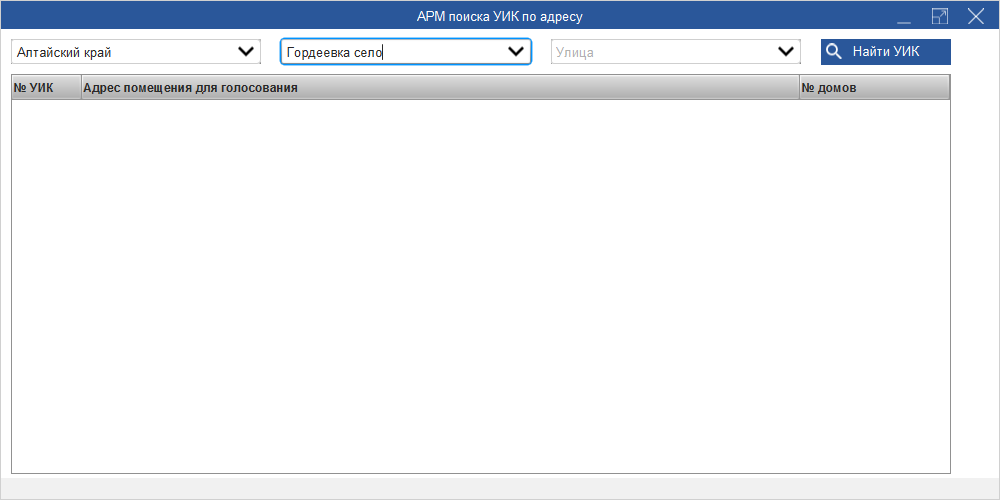 АРМ поиска УИК по адресу
Алтайский край
Гордеевка село
Улица
Найти УИК
№ УИК
Адрес помещения для голосования
№ домов